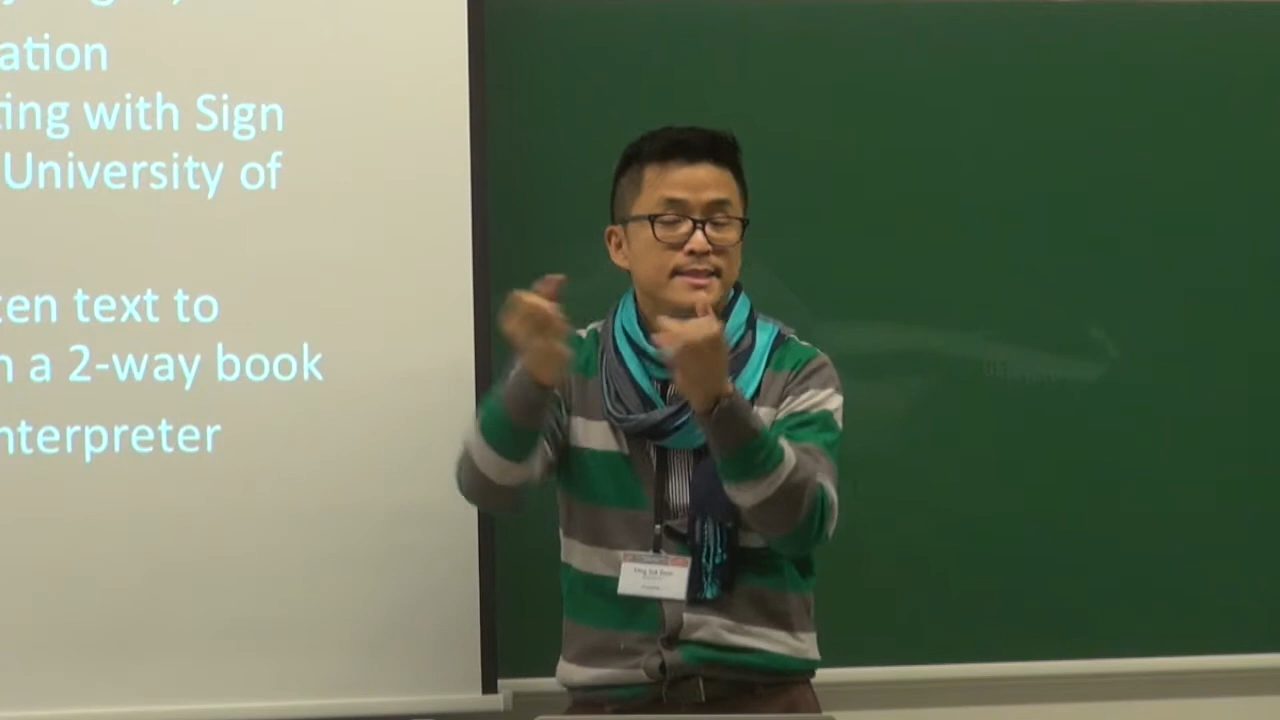 ation
ting with Sign
University of
ten text to
n a 2-way book
nterpreter